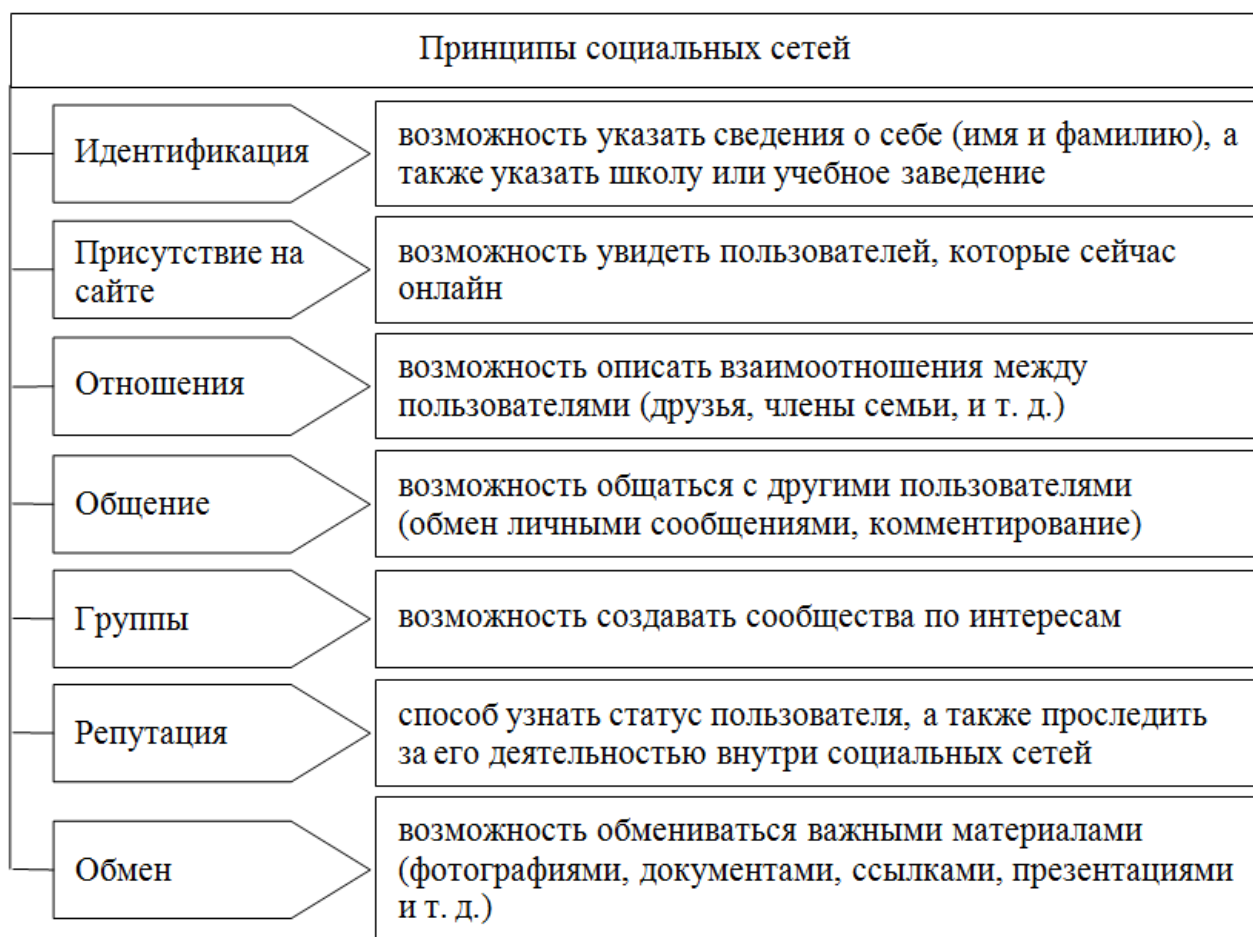 Принципы социальных сетей
Идентификация
возможность указать сведения о себе (имя и фамилию), а
также указать школу или учебное заведение
Присутствие на
сайте
возможность увидеть пользователей, которые сейчас
онлайн
Отношения
возможность описать взаимоотношения между
пользователями (друзья, члены семьи, и т. д.)
Общение
возможность общаться с другими пользователями
(обмен личными сообщениями, комментирование)
Группы
возможность создавать сообщества по интересам
Репутация
способ узнать статус пользователя, а также проследить
за его деятельностью внутри социальных сетей
Обмен
возможность обмениваться важными материалами
(фотографиями, документами, ссылками, презентациями
и т. д.)